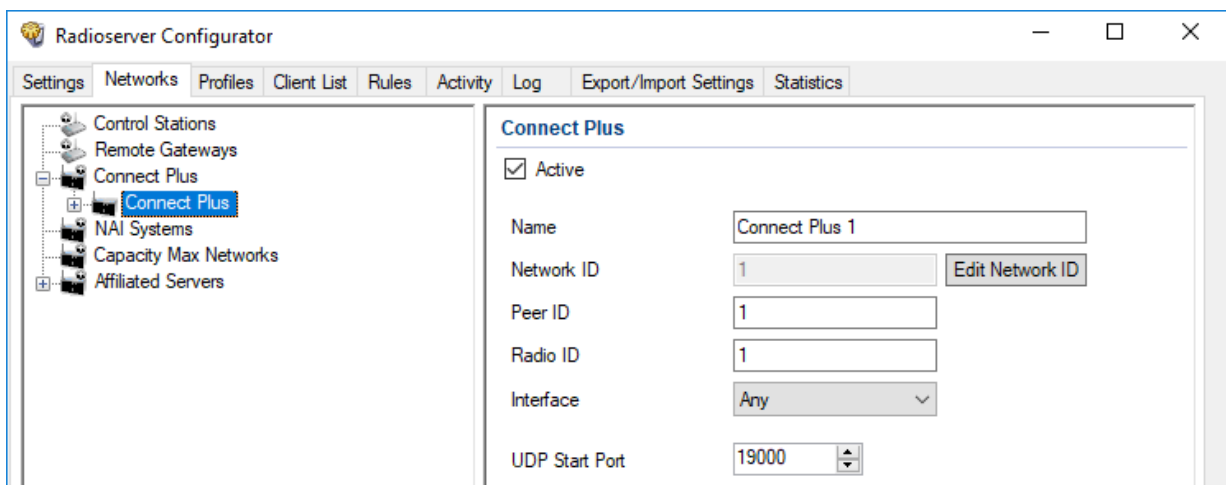 Radioserver Configurator
Settings Networks Profiles Client List Rules Activity Log Export/Import Settings Statistics
Control Stations
Remote Gateways
Connect Plus
Connect Plus
NAI Systems
Capacity Max Networks
Affiliated Servers
Connect Plus
Active
Name Connect Plus 1
Network ID 1 Edit Network ID
Peer ID 1
Radio ID 1
Interface Any
UDP Start Port 19000